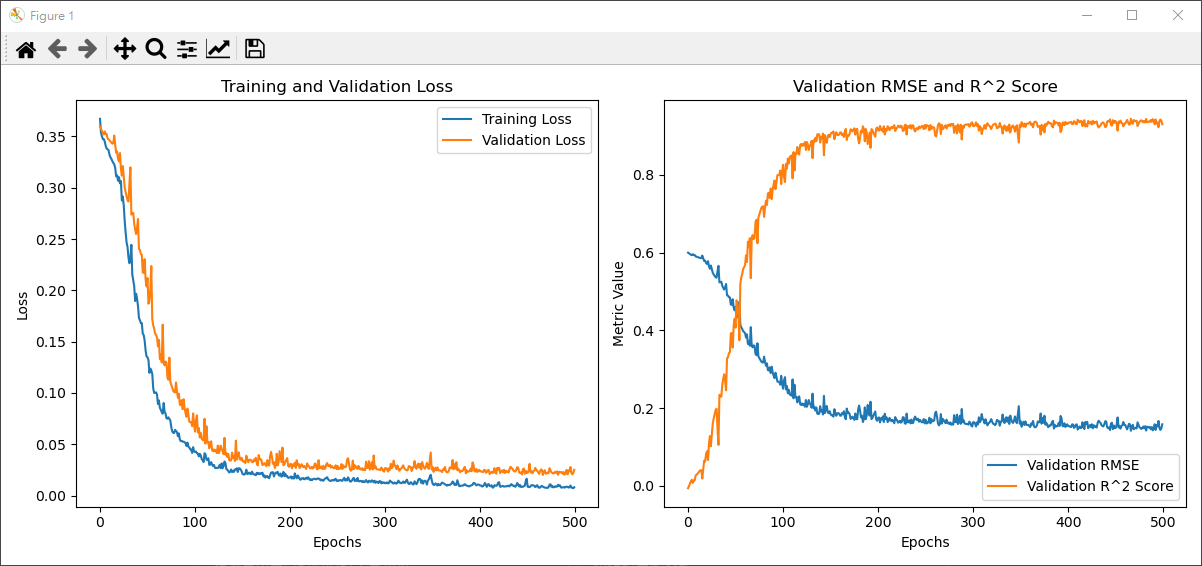 Figure 1
Training and Validation Loss
Training Loss
Validation Loss
0.35
0.30
0.25
0.20
0.15
0.10
0.05
0.00
Loss
0 100 200 300 400 500
Epochs
Validation RMSE and R^2 Score
0.8
0.6
0.4
0.2
0.0
Metric Value
Validation RMSE
Validation R^2 Score
0 100 200 300 400 500
Epochs